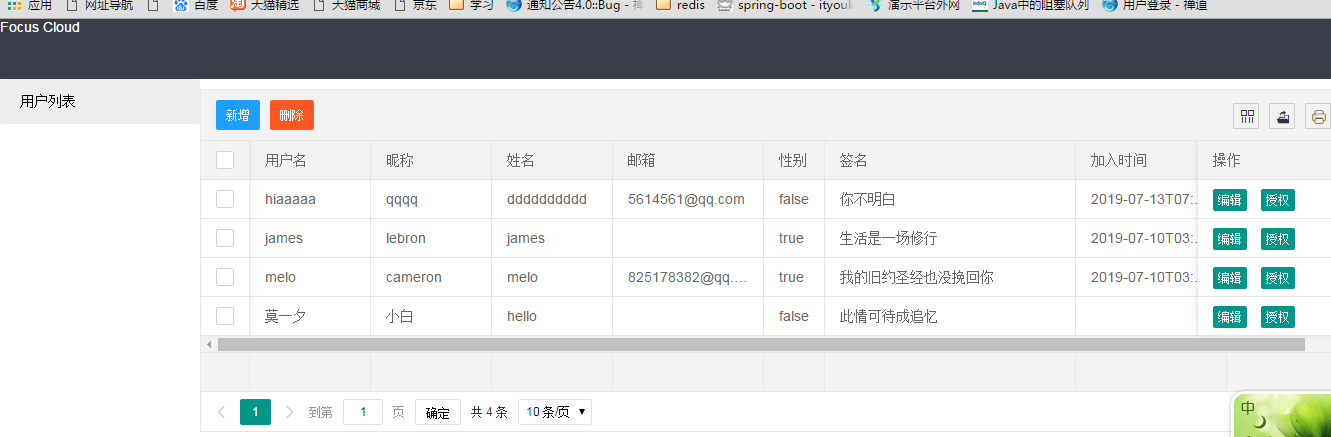 应用 网址导航 百度 天猫精选 天猫商城 京东 学习 通知公告4.0::Bug - 禅 redis spring-boot - ityouk 演示平台外网 Java中的阻塞队列 用户登录 - 禅道
Focus Cloud
用户列表
新增 删除
用户名 昵称 姓名 邮箱 性别 签名 加入时间 操作
hiaaaaa qqqq dddddddddd 5614561@qq.com false 你不明白 2019-07-13T07:. 编辑 授权
james lebron james true 生活是一场修行 2019-07-10T03:. 编辑 授权
melo cameron melo 825178382@qq.... true 我的旧约圣经也没挽回你 2019-07-10T03:. 编辑 授权
莫一夕 小白 hello false 此情可待成追忆 编辑 授权
1 到第 1 页 确定 共 4 条 10 条/页
中